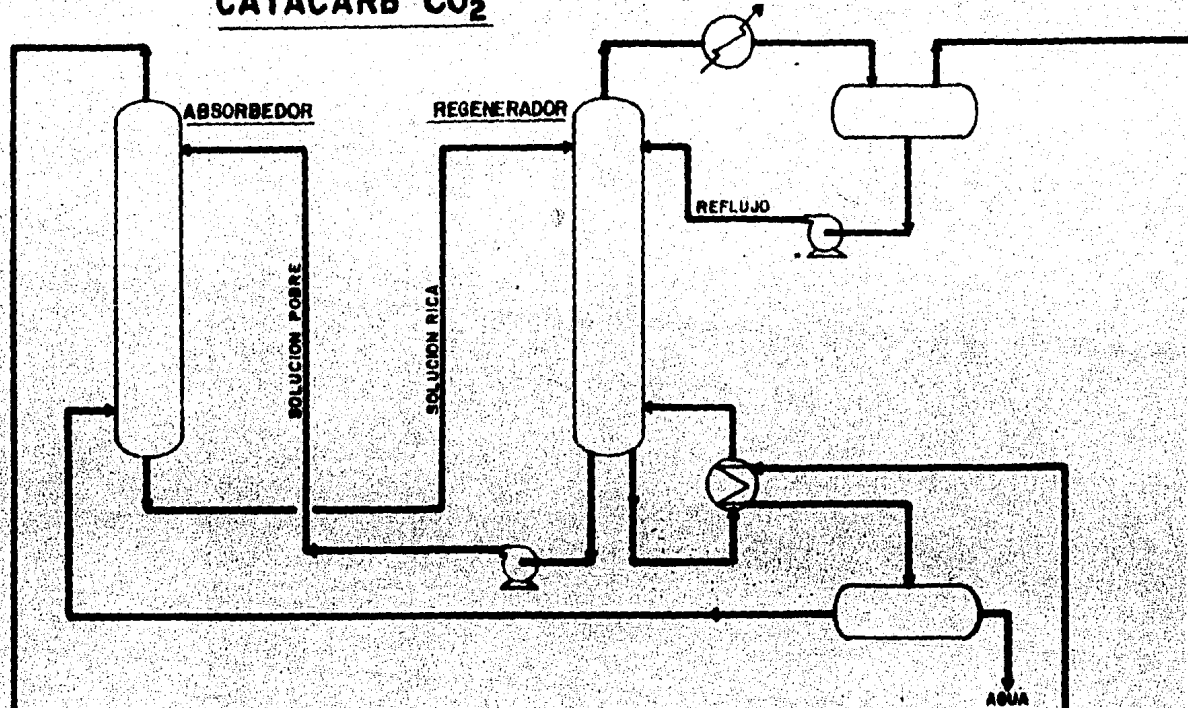 CATACARB CO₂
ABSORBEDOR
REGENERADOR
REFLUJO
SOLUCION POBRE
SOLUCION RICA
AGUA